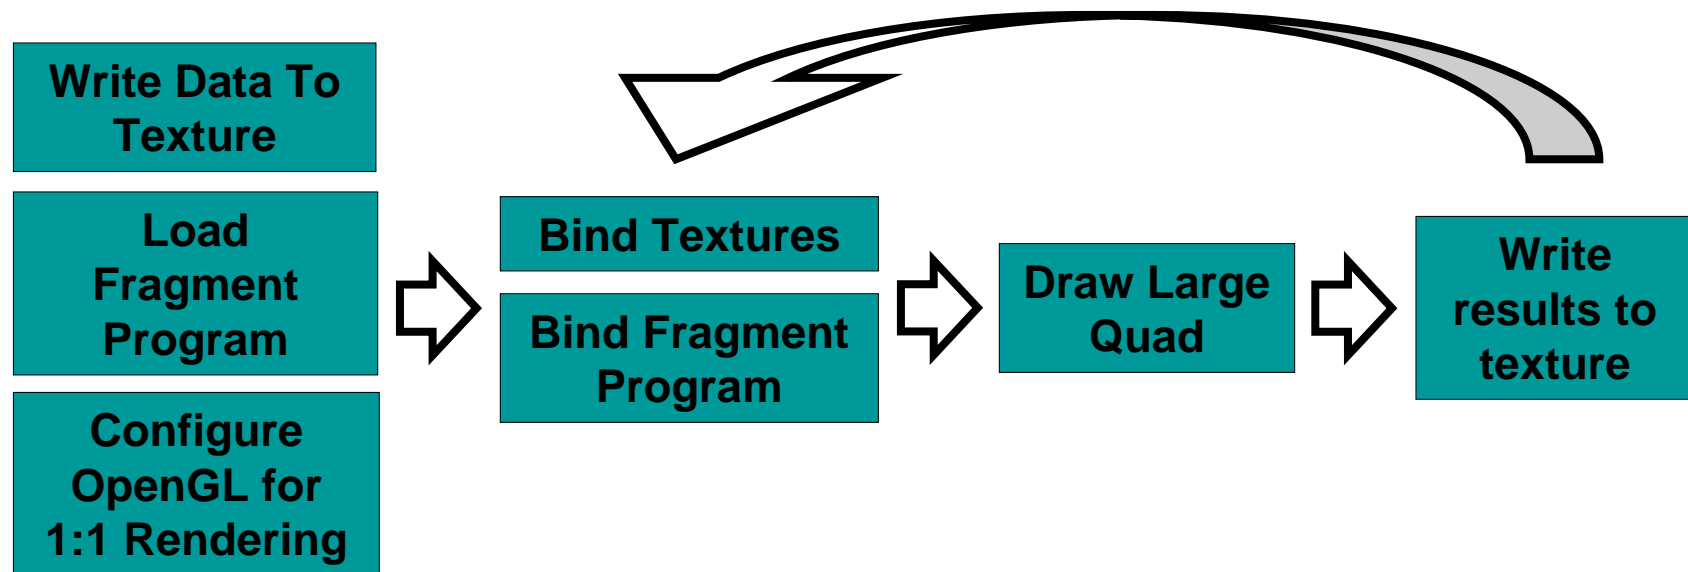 Write Data To
Texture
Load
Fragment
Program
Configure
OpenGL for
1:1 Rendering
Bind Textures
Bind Fragment
Program
Draw Large
Quad
Write
results to
texture